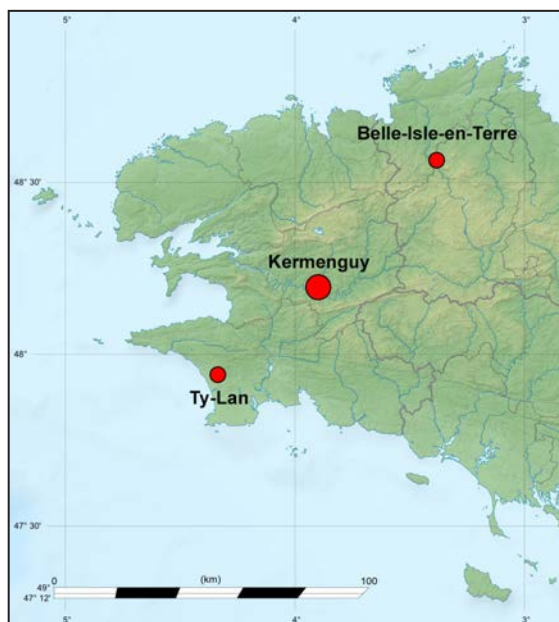 5° 4° 3°
Belle-Isle-en-Terre
48° 30'
Kermenguy
48°
Ty-Lan
47° 30'
(km)
49° 0 100
47° 12'
5° 4° 3°